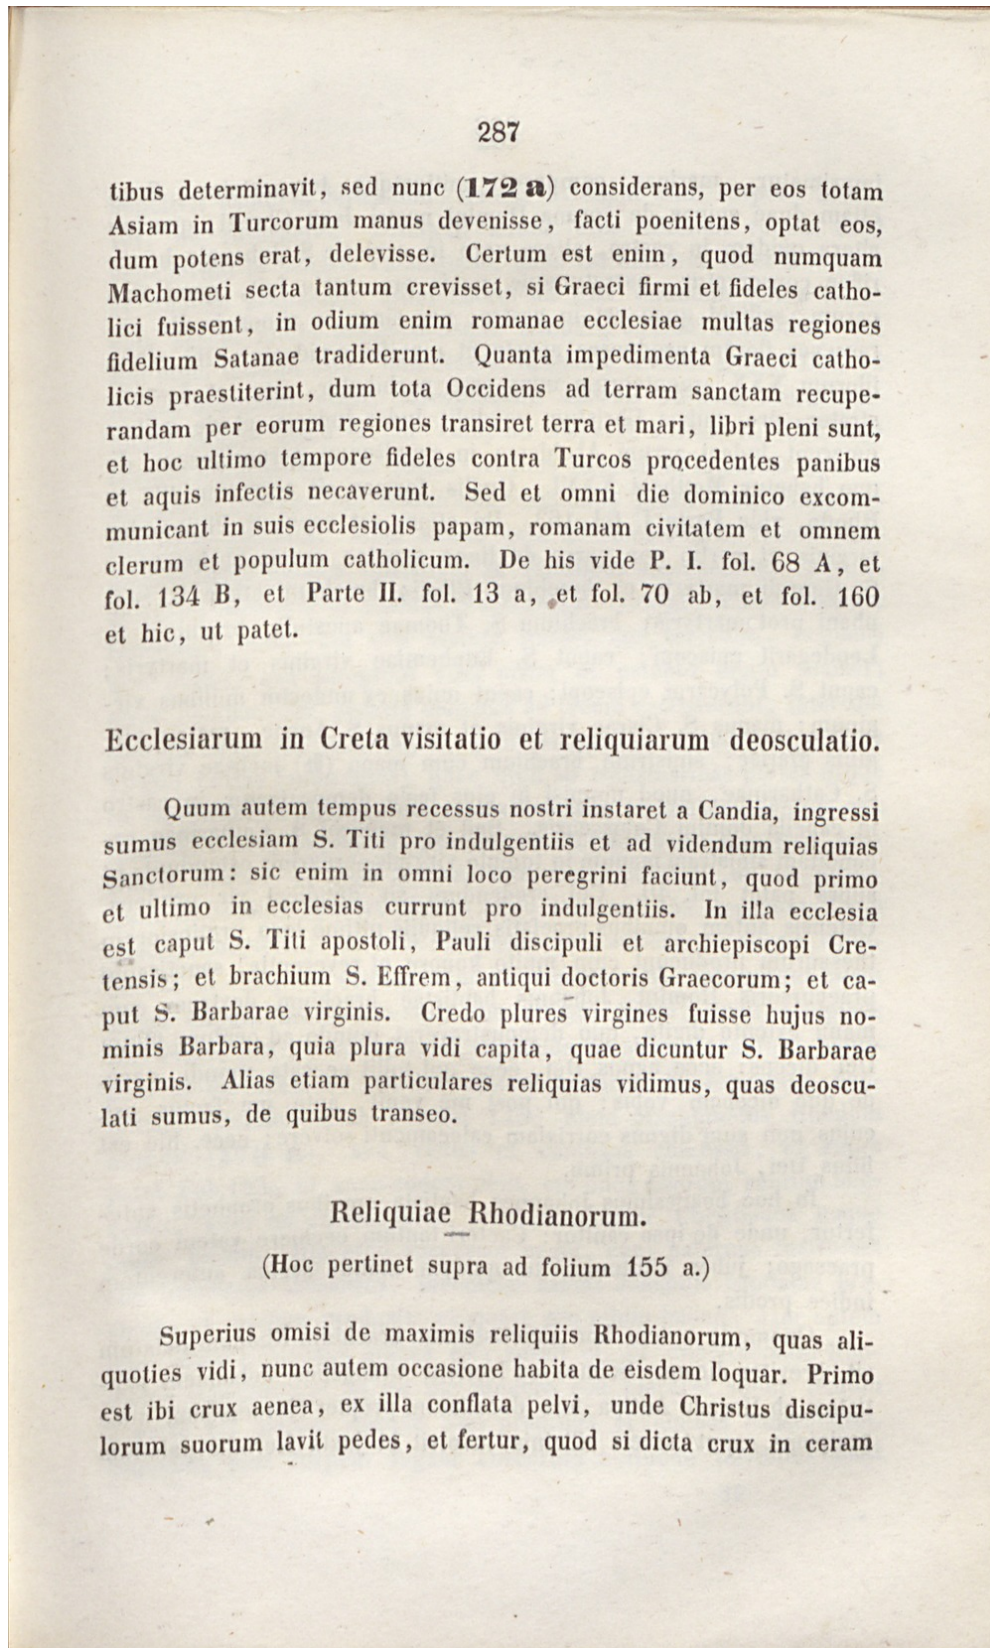 287
tibus determinavit, sed nunc (172 a) considerans, per eos totam
Asiam in Turcorum manus devenisse, facti poenitens, optat eos,
dum potens erat, delevisse. Certum est enim, quod numquam
Machometi secta tantum crevisset, si Graeci firmi et fideles catho-
lici fuissent, in odium enim romanae ecclesiae multas regiones
fidelium Satanae tradiderunt. Quanta impedimenta Graeci catho-
licis praestiterint, dum tota Occidens ad terram sanctam recupe-
randam per eorum regiones transiret terra et mari, libri pleni sunt,
et hoc ultimo tempore fideles contra Turcos procedentes panibus
et aquis infectis necaverunt. Sed et omni die dominico excom-
municant in suis ecclesiolis papam, romanam civitatem et omnem
clerum et populum catholicum. De his vide P. I. fol. 68 A, et
fol. 134 B, et Parte II. fol. 13 a, et fol. 70 ab, et fol. 160
et hic, ut patet.
Ecclesiarum in Creta visitatio et reliquiarum deosculatio.
Quum autem tempus recessus nostri instaret a Candia, ingressi
sumus ecclesiam S. Titi pro indulgentiis et ad videndum reliquias
Sanctorum: sic enim in omni loco peregrini faciunt, quod primo
et ultimo in ecclesias currunt pro indulgentiis. In illa ecclesia
est caput S. Titi apostoli, Pauli discipuli et archiepiscopi Cre-
tensis; et brachium S. Effrem, antiqui doctoris Graecorum; et ca-
put S. Barbarae virginis. Credo plures virgines fuisse hujus no-
minis Barbara, quia plura vidi capita, quae dicuntur S. Barbarae
virginis. Alias etiam particulares reliquias vidimus, quas deoscu-
lati sumus, de quibus transeo.
Reliquiae Rhodianorum.
(Hoc pertinet supra ad folium 155 a.)
Superius omisi de maximis reliquiis Rhodianorum, quas ali-
quoties vidi, nunc autem occasione habita de eisdem loquar. Primo
est ibi crux aenea, ex illa conflata pelvi, unde Christus discipu-
lorum suorum lavit pedes, et fertur, quod si dicta crux in ceram